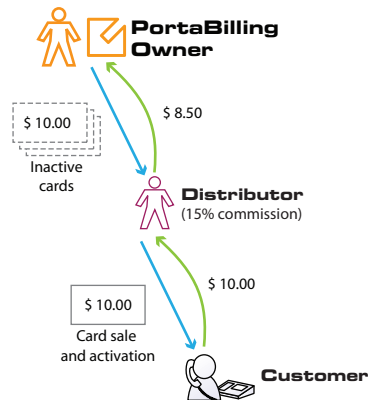 PortaBilling
Owner
$ 8.50
$ 10.00
Inactive
cards
Distributor
(15% commission)
$ 10.00
$ 10.00
Card sale
and activation
Customer